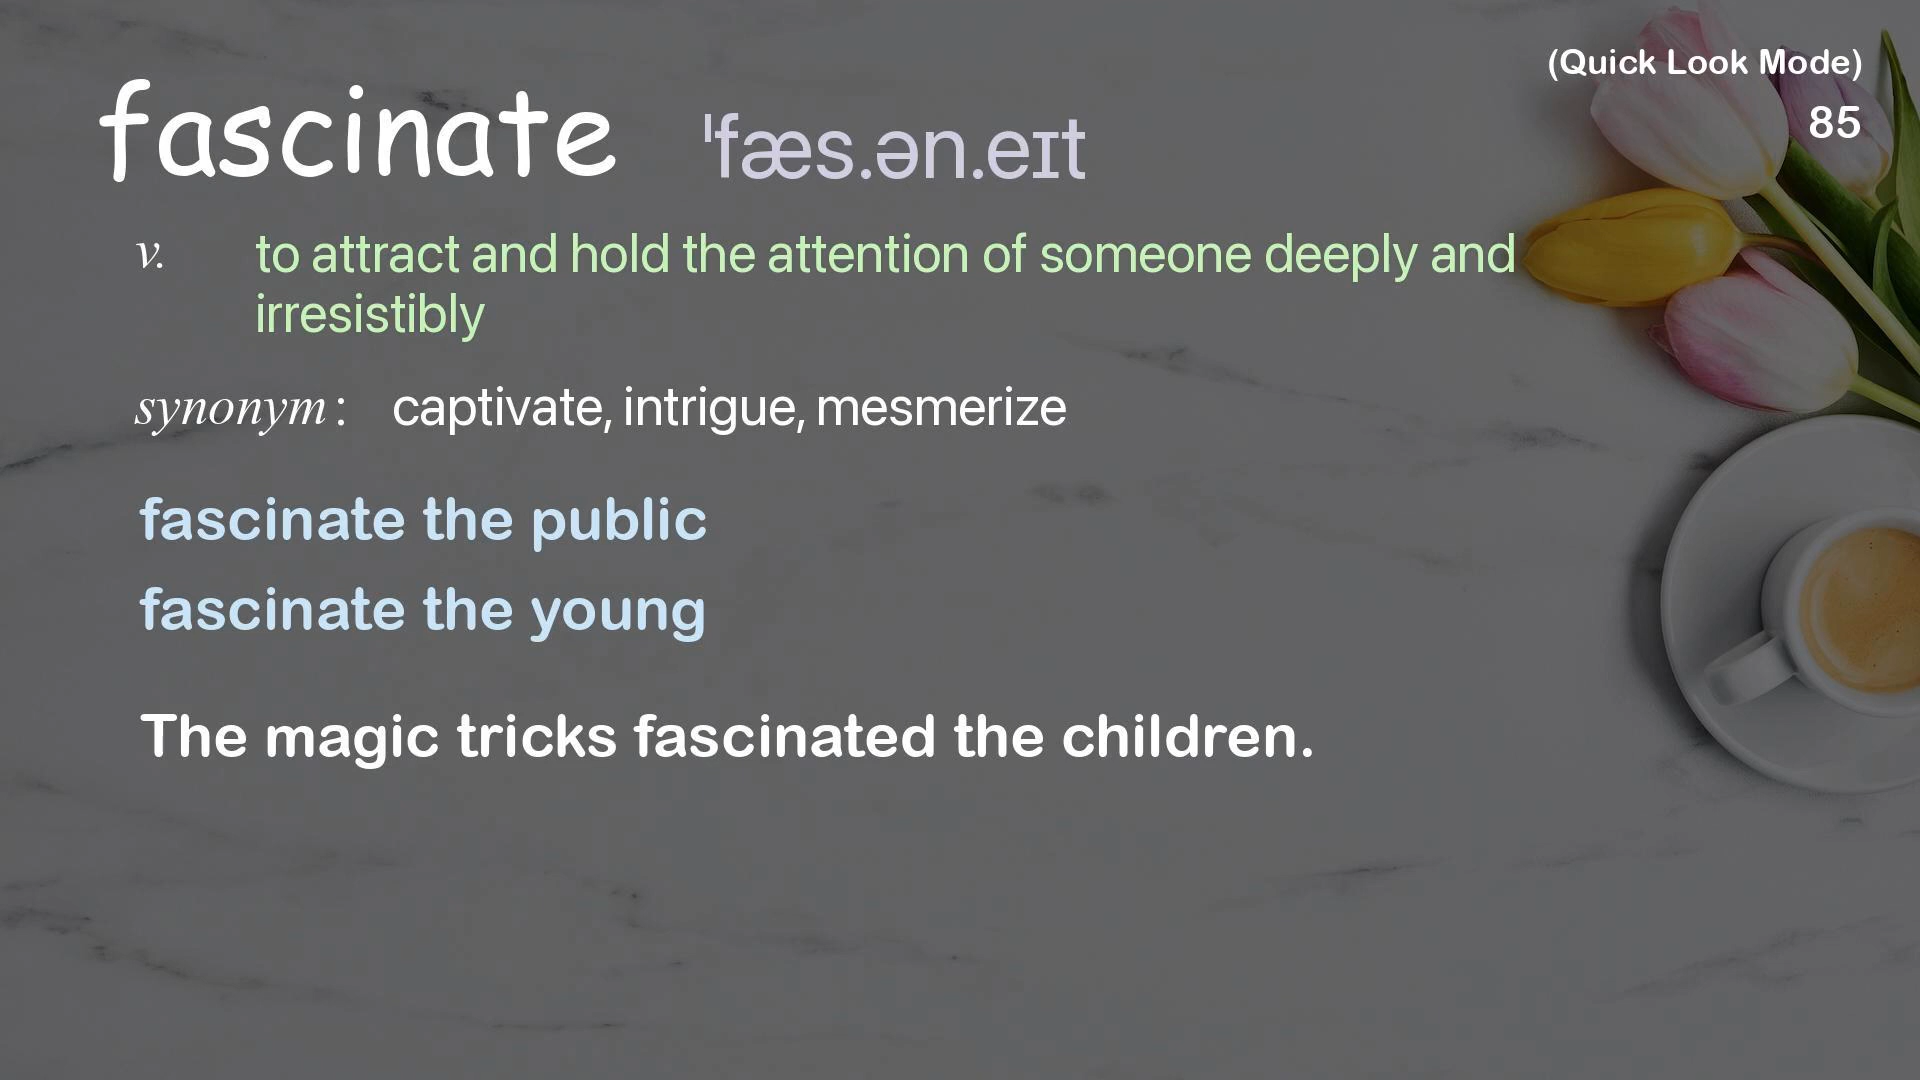 (Quick Look Mode)
85
fascinate ˈfæs.ən.eɪt
v. to attract and hold the attention of someone deeply and
irresistibly
synonym : captivate, intrigue, mesmerize
fascinate the public
fascinate the young
The magic tricks fascinated the children.